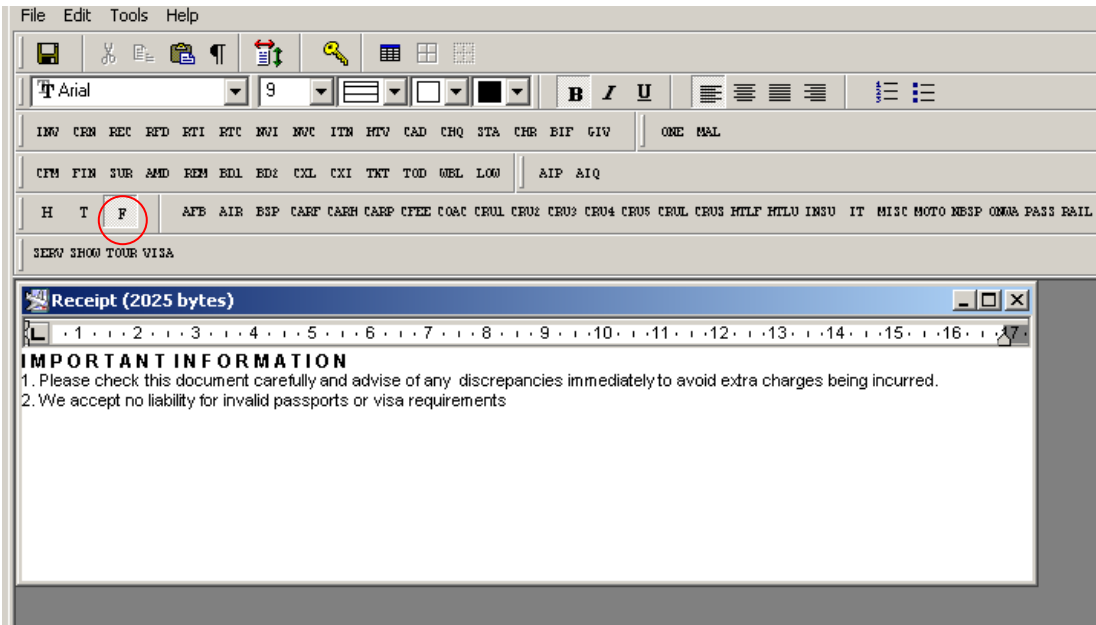 File Edit Tools Help
Arial 9 B I U
INV CRN REC RFD RTI RTC NVI NVC ITN HTV CAD CHQ STA CHR BIF GIV ONE MAL
CFM FIN SUR AMD REM BD1 BD2 CXL CXI TKT TOD WBL LOW AIP AIQ
H T F AFB AIR BSP CARF CARH CARP CFEE COAC CRU1 CRU2 CRU3 CRU4 CRU5 CRUL CRUS HTLF HTLU INSU IT MISC MOTO NBSP ONWA PASS RAIL
SERV SHOW TOUR VISA
Receipt (2025 bytes)
1 2 3 4 5 6 7 8 9 10 11 12 13 14 15 16 17
IMPORTANT INFORMATION
1. Please check this document carefully and advise of any discrepancies immediately to avoid extra charges being incurred.
2. We accept no liability for invalid passports or visa requirements